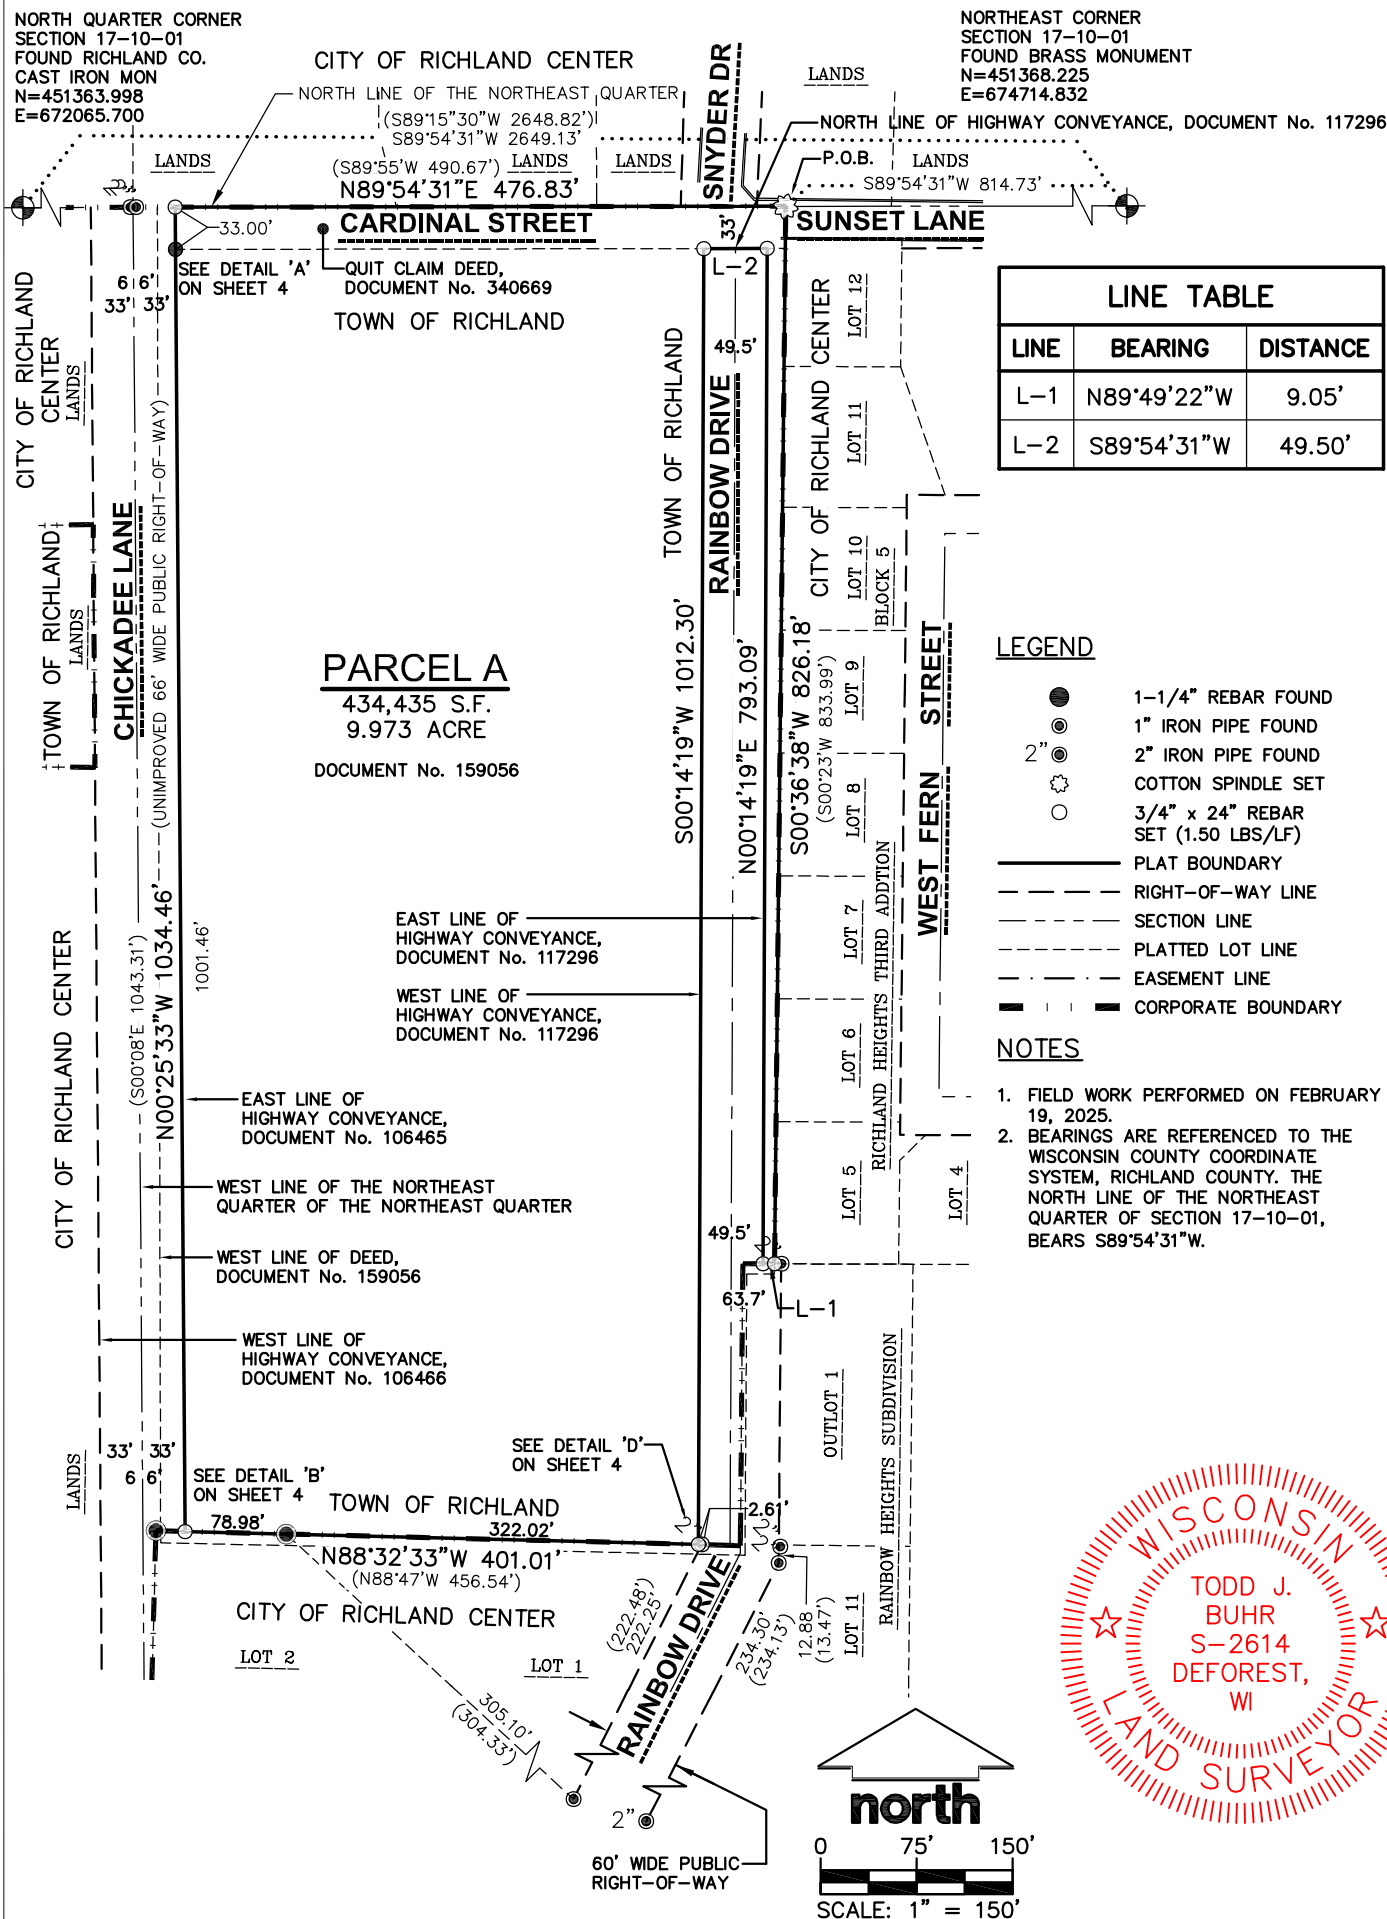 NORTH QUARTER CORNER
SECTION 17-10-01
FOUND RICHLAND CO.
CAST IRON MON
N=451363.998
E=672065.700
CITY OF RICHLAND CENTER
NORTH LINE OF THE NORTHEAST QUARTER
(S89°15"30"W 2648.82')
S89°54'31"W 2649.13'
SNYDER DR
LANDS
NORTHEAST CORNER
SECTION 17-10-01
FOUND BRASS MONUMENT
N=451368.225
E=674714.832
NORTH LINE OF HIGHWAY CONVEYANCE, DOCUMENT No. 117296
LANDS
(S89°55'W 490.67')
LANDS
LANDS
P.O.B.
LANDS
N89°54'31"E 476.83'
S89°54'31"W 814.73'
2"
33.00'
CARDINAL STREET
33'
SUNSET LANE
SEE DETAIL 'A'
ON SHEET 4
QUIT CLAIM DEED,
DOCUMENT No. 340669
TOWN OF RICHLAND
L-2
6 6'
33' 33'
49.5'
CITY OF RICHLAND
CENTER
LANDS
TOWN OF RICHLAND
LANDS
CHICKADEE LANE
(UNIMPROVED 66' WIDE PUBLIC RIGHT-OF-WAY)
TOWN OF RICHLAND
RAINBOW DRIVE
CITY OF RICHLAND CENTER
LOT 12
LOT 11
LOT 10
BLOCK 5
LOT 9
LOT 8
LOT 7
LOT 6
LOT 5
LOT 4
RICHLAND HEIGHTS THIRD ADDTION
WEST FERN STREET
LINE TABLE
LINE BEARING DISTANCE
L-1 N89°49'22"W 9.05'
L-2 S89°54'31"W 49.50'
PARCEL A
434,435 S.F.
9.973 ACRE
DOCUMENT No. 159056
S00°14'19"W 1012.30'
N00°14'19"E 793.09'
S00°36'38"W 826.18'
(S00°23'W 833.99')
LEGEND
1-1/4" REBAR FOUND
1" IRON PIPE FOUND
2" 2" IRON PIPE FOUND
COTTON SPINDLE SET
3/4" x 24" REBAR
SET (1.50 LBS/LF)
PLAT BOUNDARY
RIGHT-OF-WAY LINE
SECTION LINE
PLATTED LOT LINE
EASEMENT LINE
CORPORATE BOUNDARY
NOTES
1. FIELD WORK PERFORMED ON FEBRUARY
19, 2025.
2. BEARINGS ARE REFERENCED TO THE
WISCONSIN COUNTY COORDINATE
SYSTEM, RICHLAND COUNTY. THE
NORTH LINE OF THE NORTHEAST
QUARTER OF SECTION 17-10-01,
BEARS S89°54'31"W.
CITY OF RICHLAND CENTER
(S00°08'E 1043.31')
N00°25'33"W 1034.46'
1001.46'
EAST LINE OF
HIGHWAY CONVEYANCE,
DOCUMENT No. 117296
WEST LINE OF
HIGHWAY CONVEYANCE,
DOCUMENT No. 117296
EAST LINE OF
HIGHWAY CONVEYANCE,
DOCUMENT No. 106465
WEST LINE OF THE NORTHEAST
QUARTER OF THE NORTHEAST QUARTER
WEST LINE OF DEED,
DOCUMENT No. 159056
WEST LINE OF
HIGHWAY CONVEYANCE,
DOCUMENT No. 106466
49.5'
2"
63.7'
L-1
OUTLOT 1
RAINBOW HEIGHTS SUBDIVISION
LANDS
33' 33'
6 6'
SEE DETAIL 'B'
ON SHEET 4
SEE DETAIL 'D'
ON SHEET 4
TOWN OF RICHLAND
78.98'
322.02'
2"
2.61'
2"
2"
N88°32'33"W 401.01'
(N88°47'W 456.54')
CITY OF RICHLAND CENTER
LOT 2
LOT 1
(222.48')
222.25'
RAINBOW DRIVE
234.30'
(234.13')
12.88
(13.47')
LOT 11
305.10'
(304.33')
2"
60' WIDE PUBLIC
RIGHT-OF-WAY
north
0 75' 150'
SCALE: 1" = 150'
WISCONSIN
TODD J.
BUHR
S-2614
DEFOREST,
WI
LAND SURVEYOR